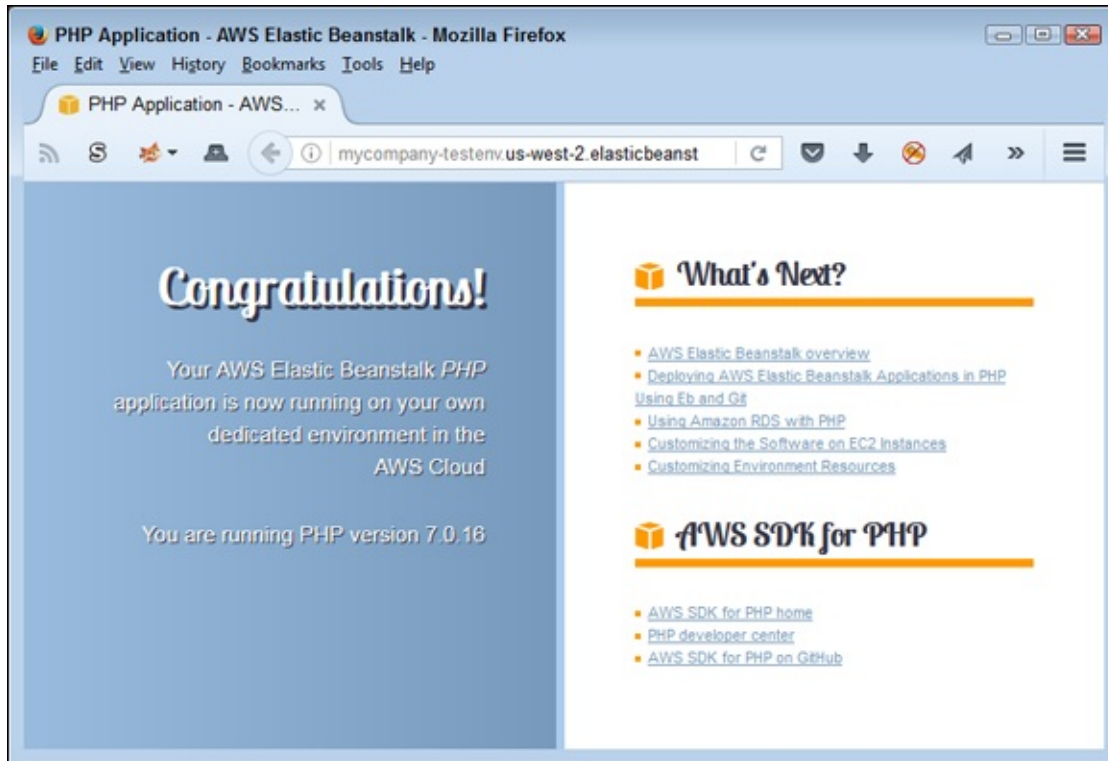 PHP Application - AWS Elastic Beanstalk - Mozilla Firefox
File Edit View History Bookmarks Tools Help
PHP Application - AWS... ×
S
mycompany-testenv.us-west-2.elasticbeanst
Congratulations!
Your AWS Elastic Beanstalk PHP
application is now running on your own
dedicated environment in the
AWS Cloud
You are running PHP version 7.0.16
What's Next?
AWS Elastic Beanstalk overview
Deploying AWS Elastic Beanstalk Applications in PHP
Using Eb and Git
Using Amazon RDS with PHP
Customizing the Software on EC2 Instances
Customizing Environment Resources
AWS SDK for PHP
AWS SDK for PHP home
PHP developer center
AWS SDK for PHP on GitHub